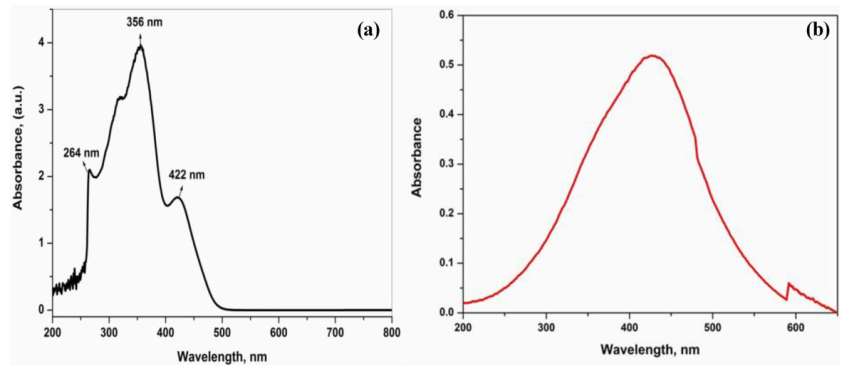 (a)
356 nm
264 nm
422 nm
Absorbance, (a.u.)
4
3
2
1
0
200 300 400 500 600 700 800
Wavelength, nm
(b)
Absorbance
0.6
0.5
0.4
0.3
0.2
0.1
0.0
200 300 400 500 600
Wavelength, nm